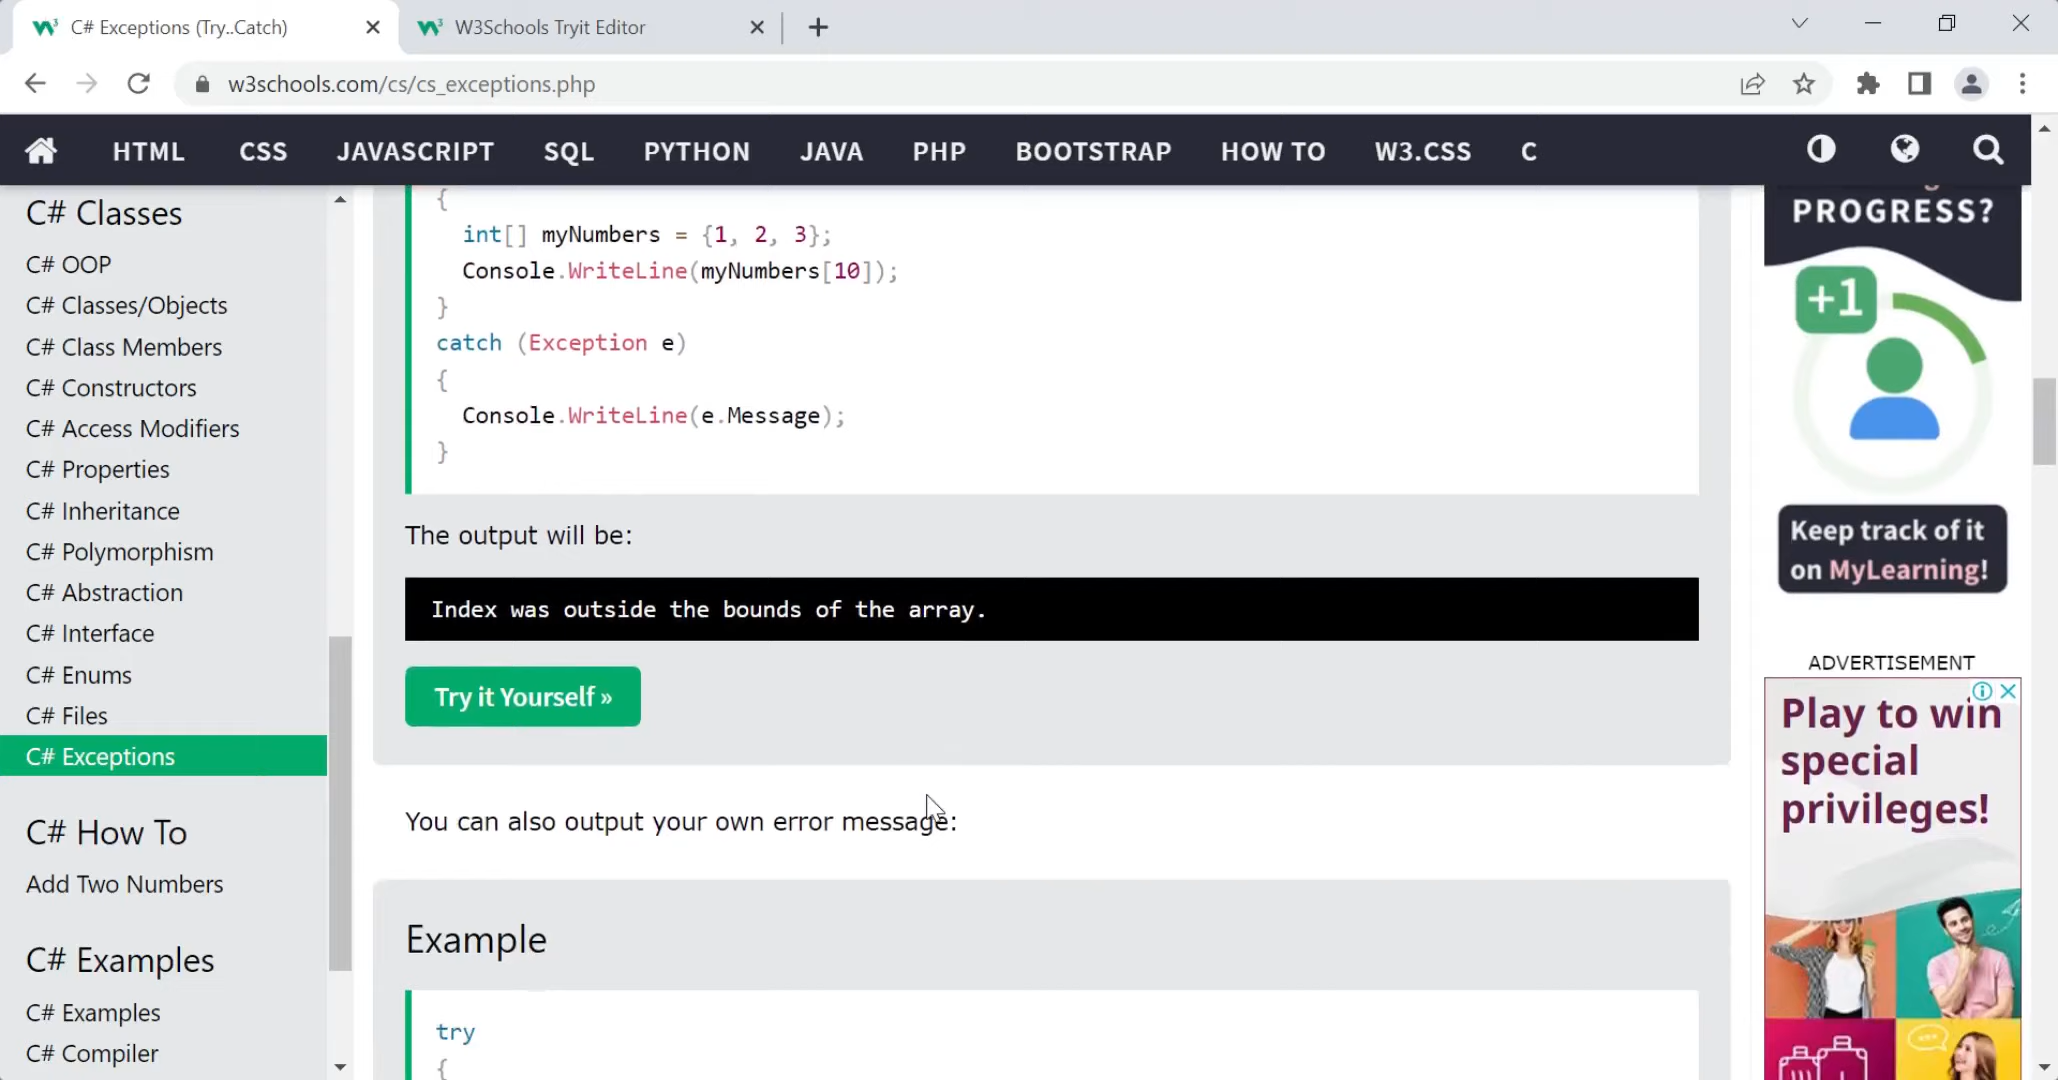 C# Exceptions (Try..Catch)
W3Schools Tryit Editor
w3schools.com/cs/cs_exceptions.php
HTML CSS JAVASCRIPT SQL PYTHON JAVA PHP BOOTSTRAP HOW TO W3.CSS C
C# Classes
C# OOP
C# Classes/Objects
C# Class Members
C# Constructors
C# Access Modifiers
C# Properties
C# Inheritance
C# Polymorphism
C# Abstraction
C# Interface
C# Enums
C# Files
C# Exceptions
C# How To
Add Two Numbers
C# Examples
C# Examples
C# Compiler
{
int[] myNumbers = {1, 2, 3};
Console.WriteLine(myNumbers[10]);
}
catch (Exception e)
{
Console.WriteLine(e.Message);
}
The output will be:
Index was outside the bounds of the array.
Try it Yourself »
You can also output your own error message:
Example
try
{
PROGRESS?
+1
Keep track of it
on MyLearning!
ADVERTISEMENT
Play to win
special
privileges!